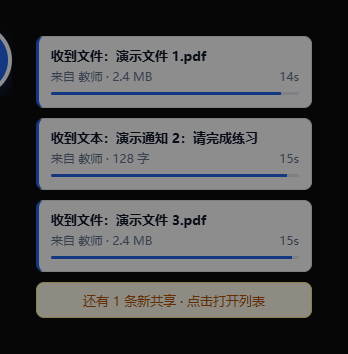 收到文件：演示文件 1.pdf
来自 教师 · 2.4 MB 14s
收到文本：演示通知 2：请完成练习
来自 教师 · 128 字 15s
收到文件：演示文件 3.pdf
来自 教师 · 2.4 MB 15s
还有 1 条新共享 · 点击打开列表